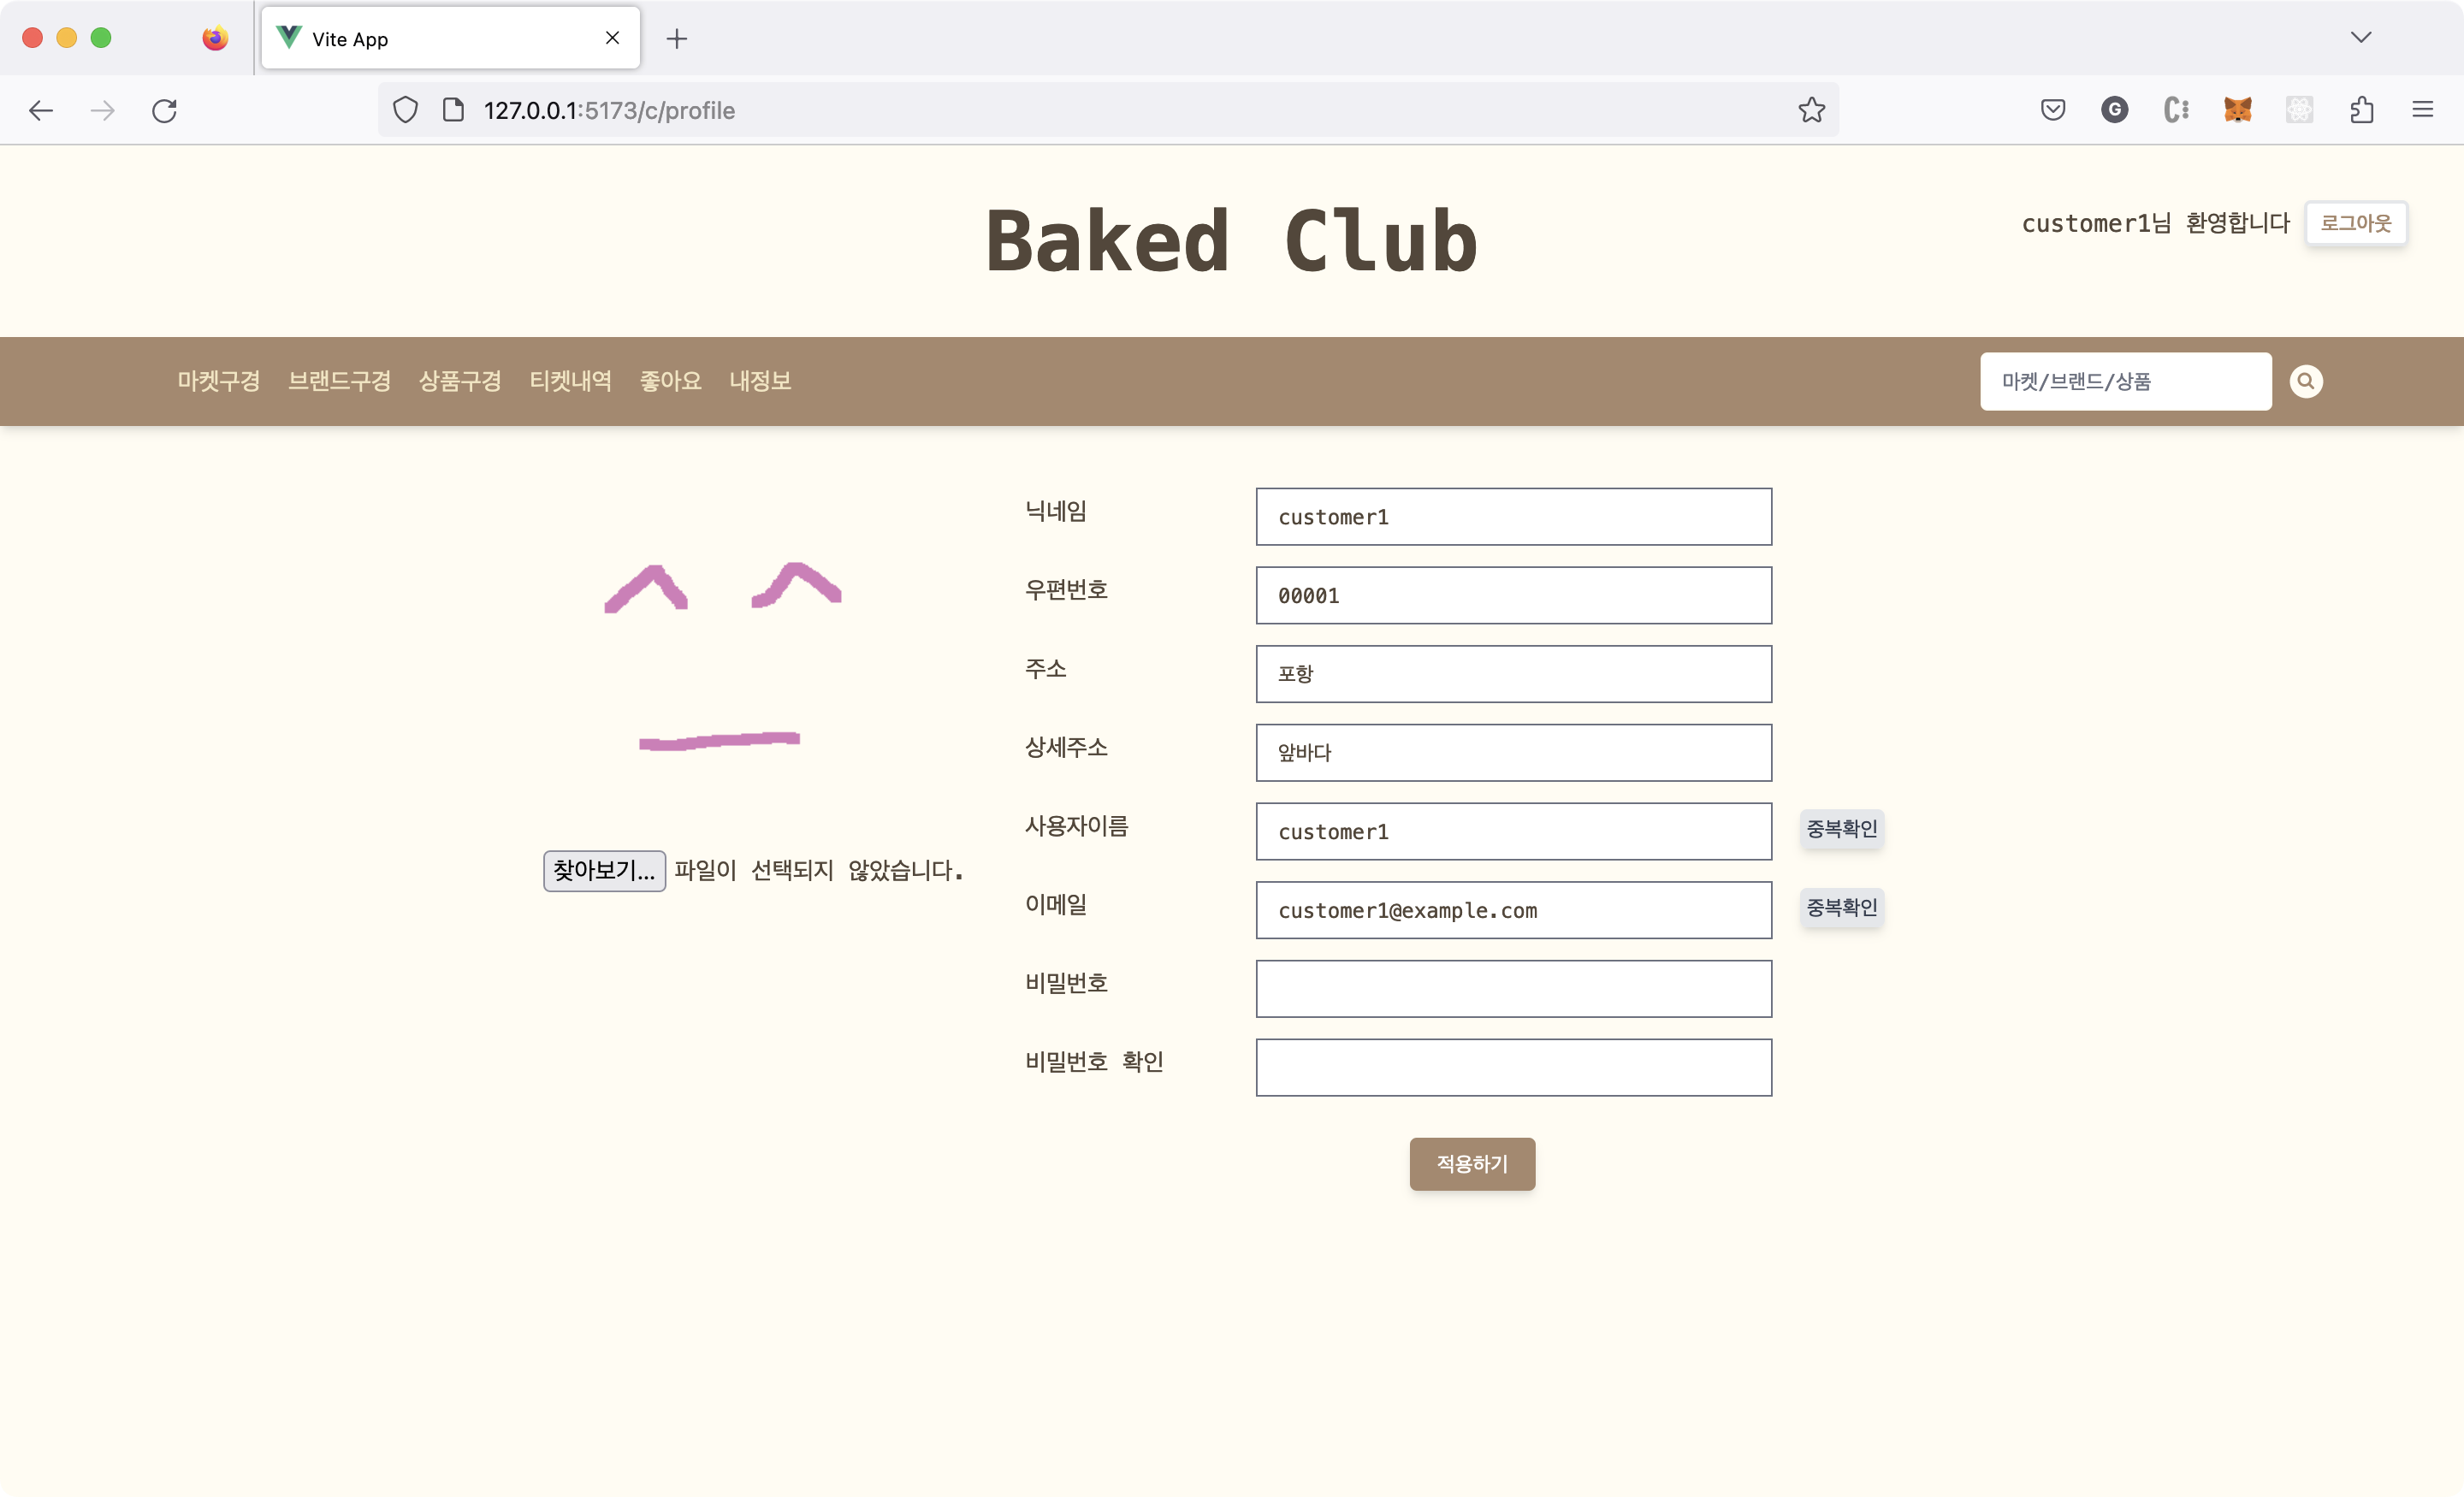 Vite App
127.0.0.1:5173/c/profile
Baked Club
customer1님 환영합니다 로그아웃
마켓구경 브랜드구경 상품구경 티켓내역 좋아요 내정보 마켓/브랜드/상품
닉네임 customer1
우편번호 00001
주소 포항
상세주소 앞바다
사용자이름 customer1 중복확인
찾아보기... 파일이 선택되지 않았습니다.
이메일 customer1@example.com 중복확인
비밀번호
비밀번호 확인
적용하기